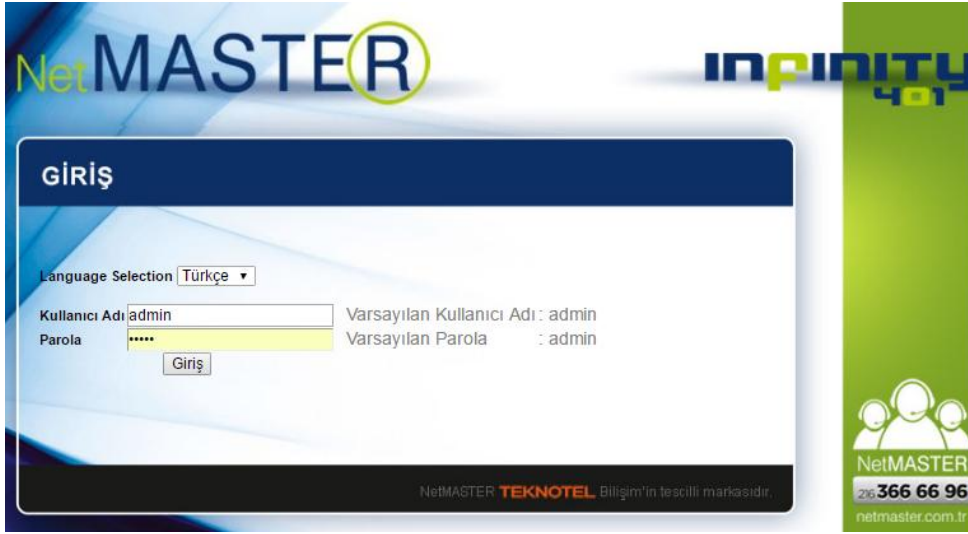 NetMASTER
INFINITY
401
GİRİŞ
Language Selection Türkçe
Kullanıcı Adı admin Varsayılan Kullanıcı Adı : admin
Parola ••••• Varsayılan Parola : admin
Giriş
NetMASTER TEKNOTEL Bilişim'in tescilli markasıdır.
NetMASTER
216 366 66 96
netmaster.com.tr